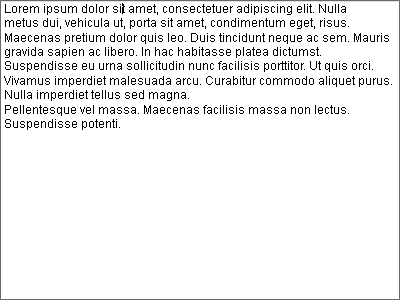 Lorem ipsum dolor sit amet, consectetuer adipiscing elit. Nulla
metus dui, vehicula ut, porta sit amet, condimentum eget, risus.
Maecenas pretium dolor quis leo. Duis tincidunt neque ac sem. Mauris
gravida sapien ac libero. In hac habitasse platea dictumst.
Suspendisse eu urna sollicitudin nunc facilisis porttitor. Ut quis orci.
Vivamus imperdiet malesuada arcu. Curabitur commodo aliquet purus.
Nulla imperdiet tellus sed magna.
Pellentesque vel massa. Maecenas facilisis massa non lectus.
Suspendisse potenti.